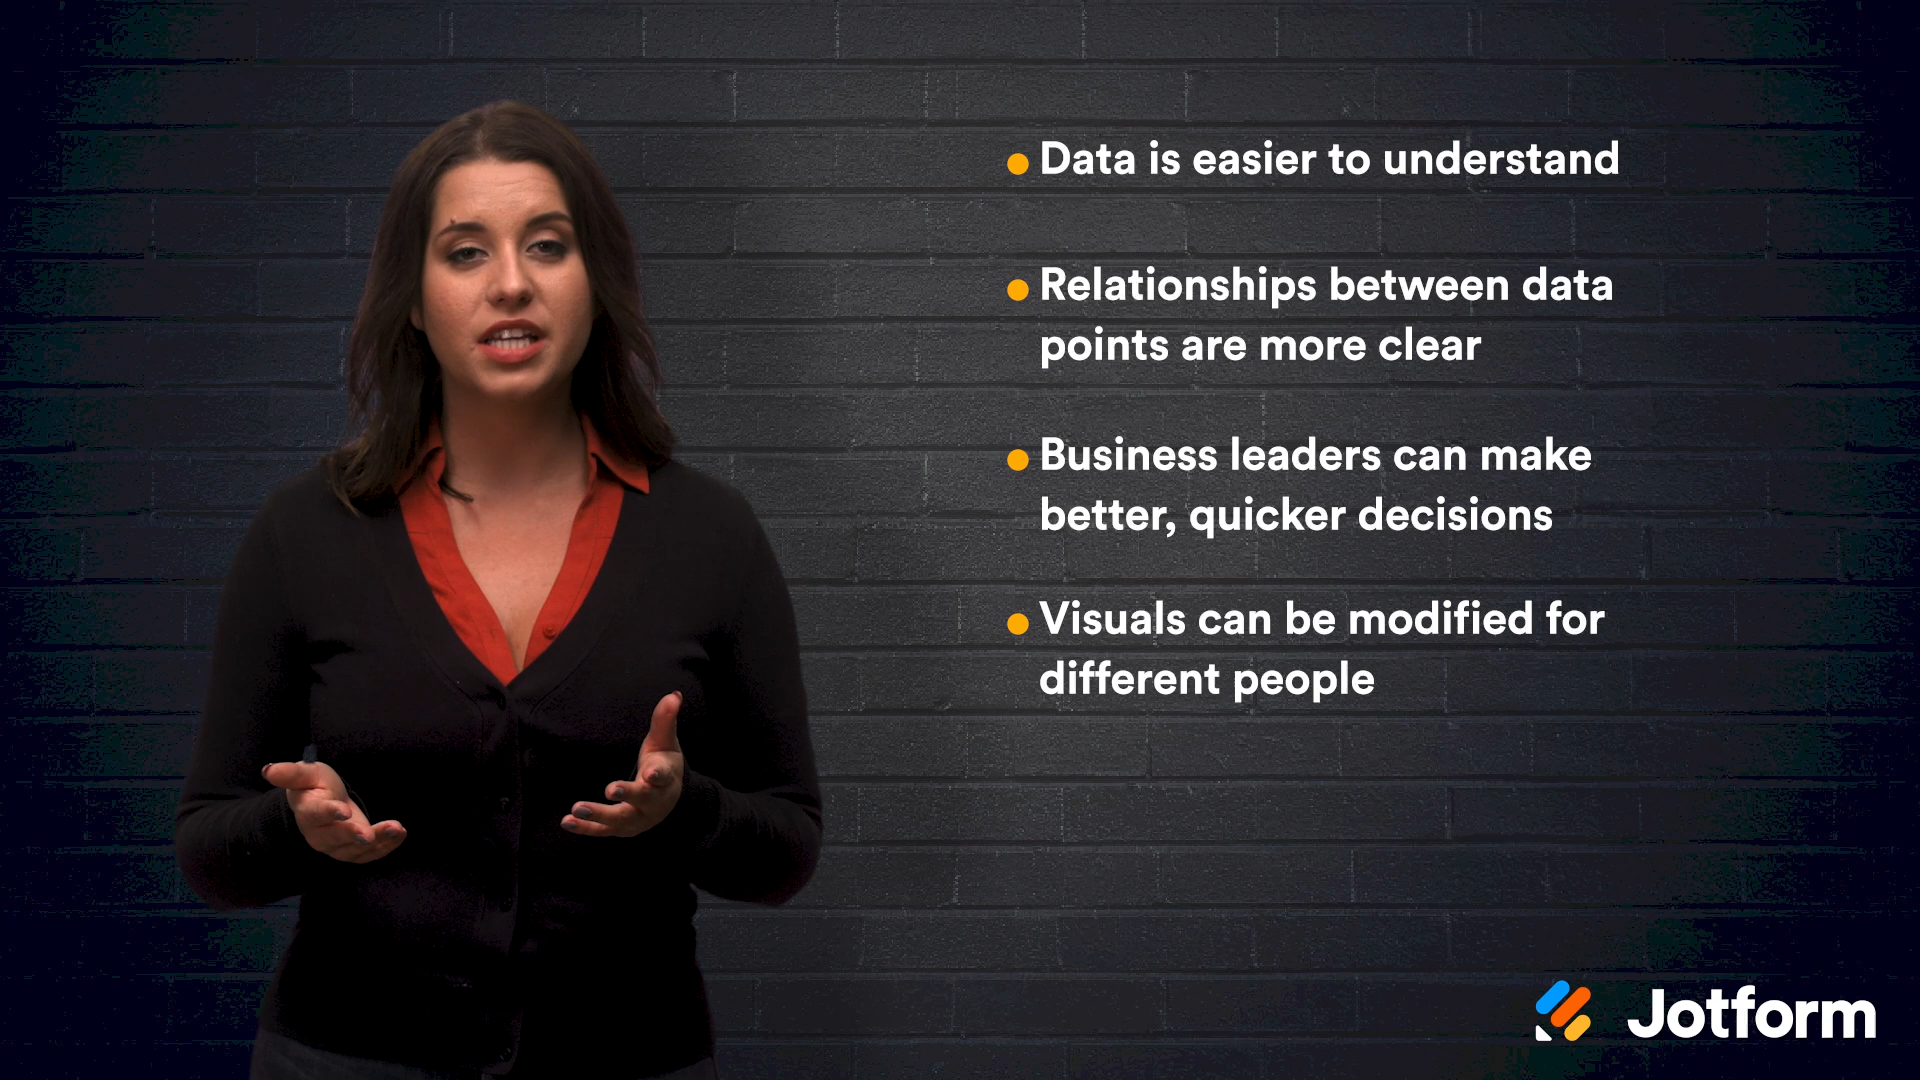 Data is easier to understand
Relationships between data
points are more clear
Business leaders can make
better, quicker decisions
Visuals can be modified for
different people
Jotform